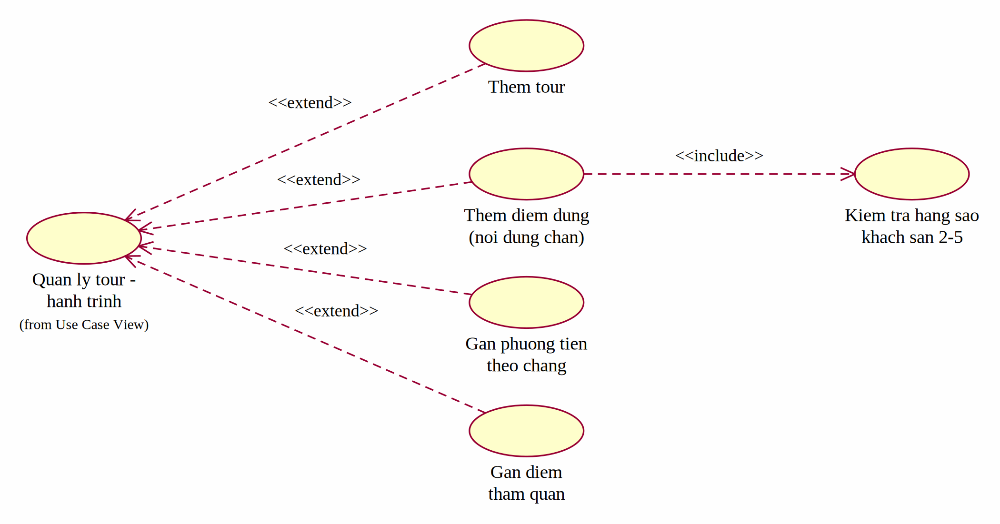 Them tour
<<extend>>
<<include>>
<<extend>>
Them diem dung
(noi dung chan)
Kiem tra hang sao
khach san 2-5
<<extend>>
Quan ly tour -
hanh trinh
(from Use Case View)
<<extend>>
Gan phuong tien
theo chang
Gan diem
tham quan